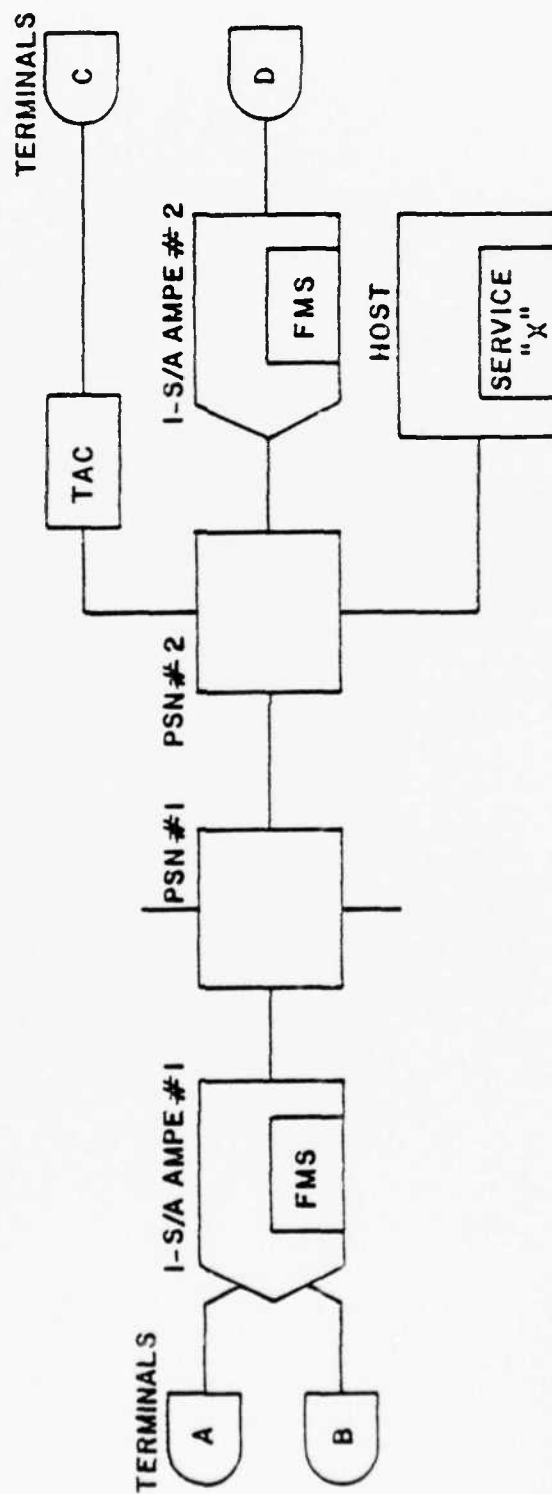 TERMINALS
A
B
I-S/A AMPE #1
FMS
PSN #1
PSN #2
TAC
I-S/A AMPE #2
FMS
HOST
SERVICE
"X"
TERMINALS
C
D